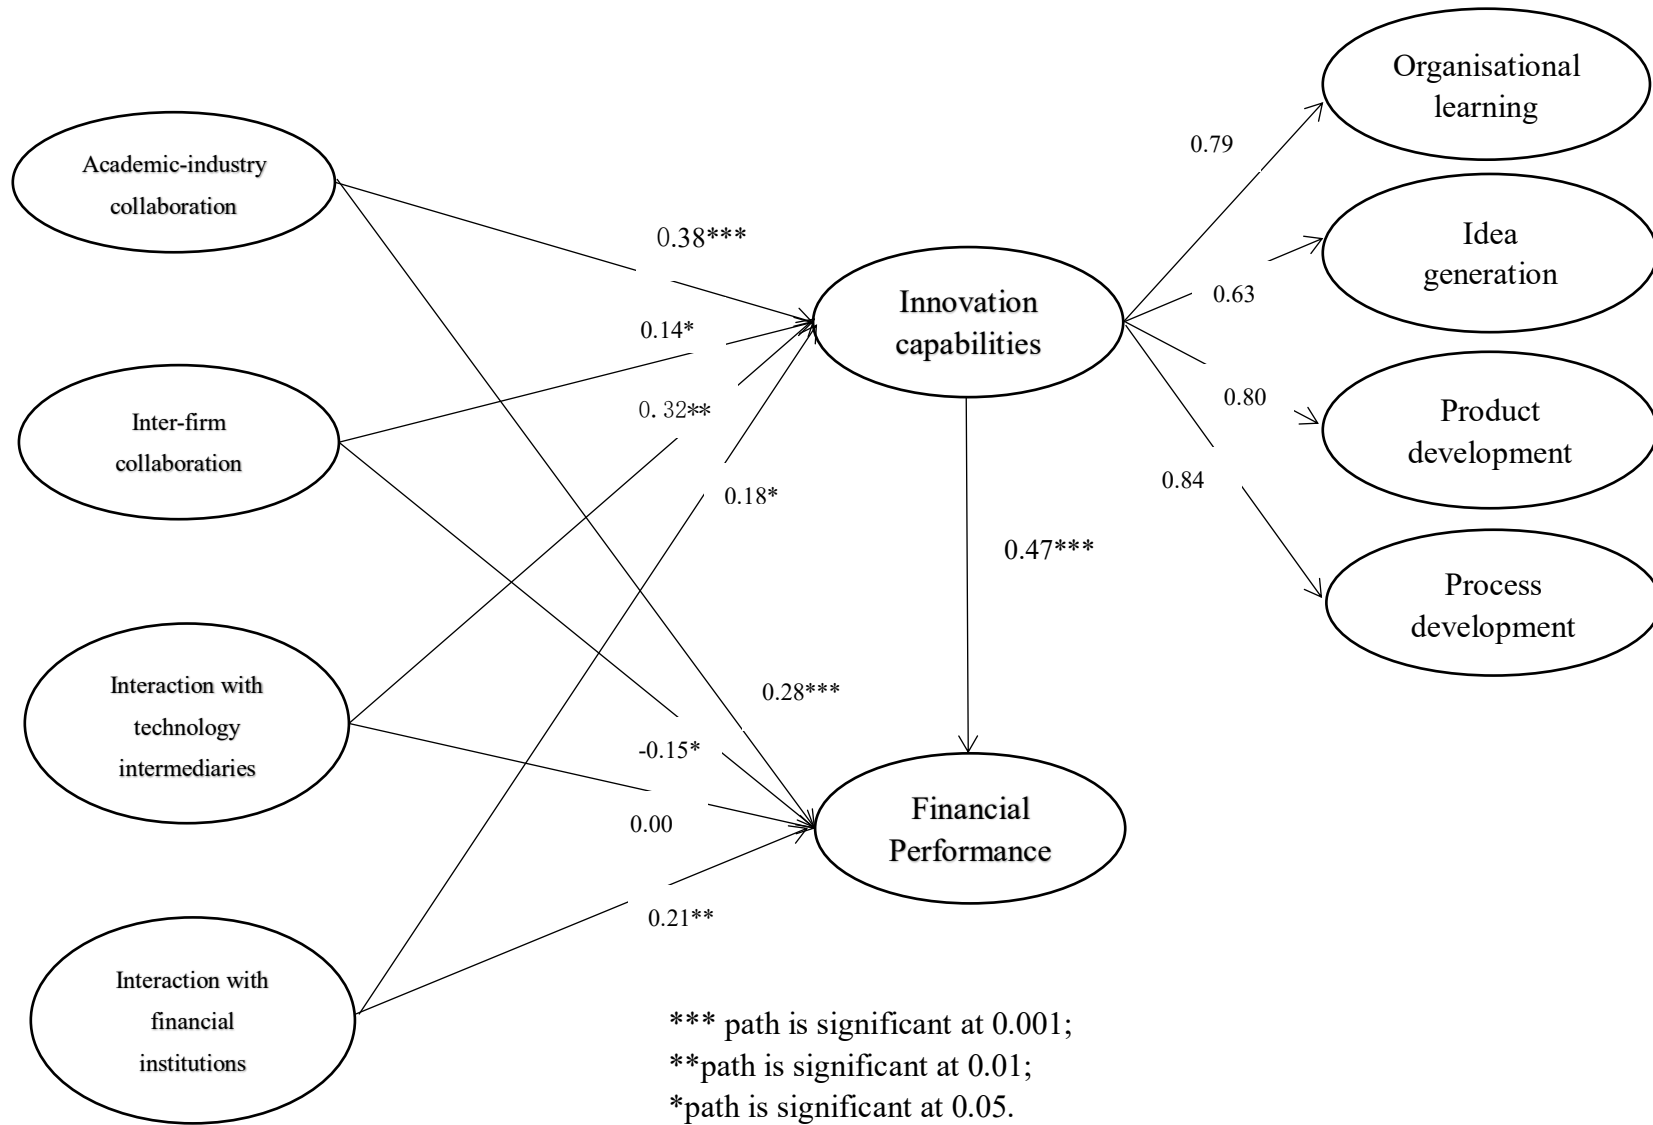 Organisational
learning
0.79
Academic-industry
collaboration
0.38***
Idea
generation
0.63
Innovation
capabilities
0.14*
Inter-firm
collaboration
0. 32**
0.80
Product
development
0.84
0.18*
0.47***
Process
development
Interaction with
technology
intermediaries
0.28***
-0.15*
0.00
Financial
Performance
0.21**
Interaction with
financial
institutions
*** path is significant at 0.001;
**path is significant at 0.01;
*path is significant at 0.05.